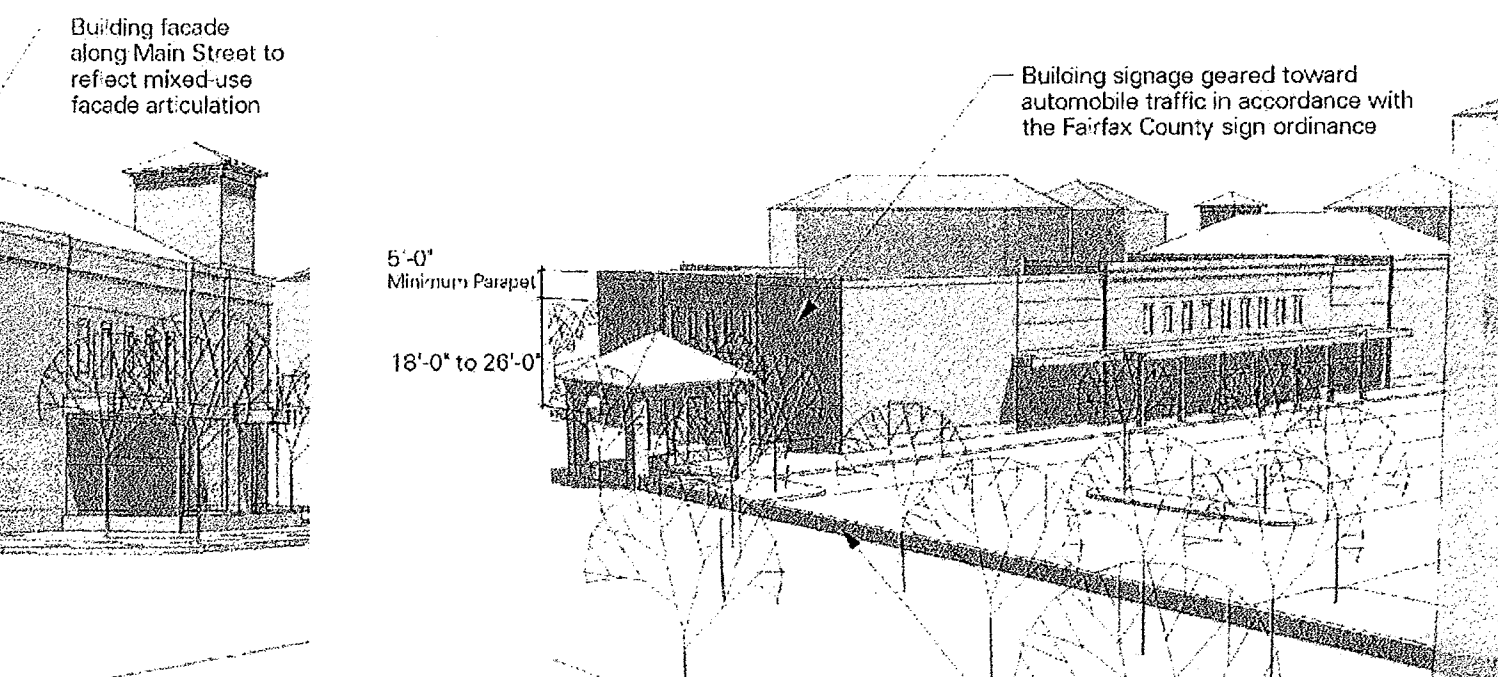 Building facade
along Main Street to
reflect mixed-use
facade articulation
Building signage geared toward
automobile traffic in accordance with
the Fairfax County sign ordinance
5'-0"
Minimum Parapet
18'-0" to 26'-0"